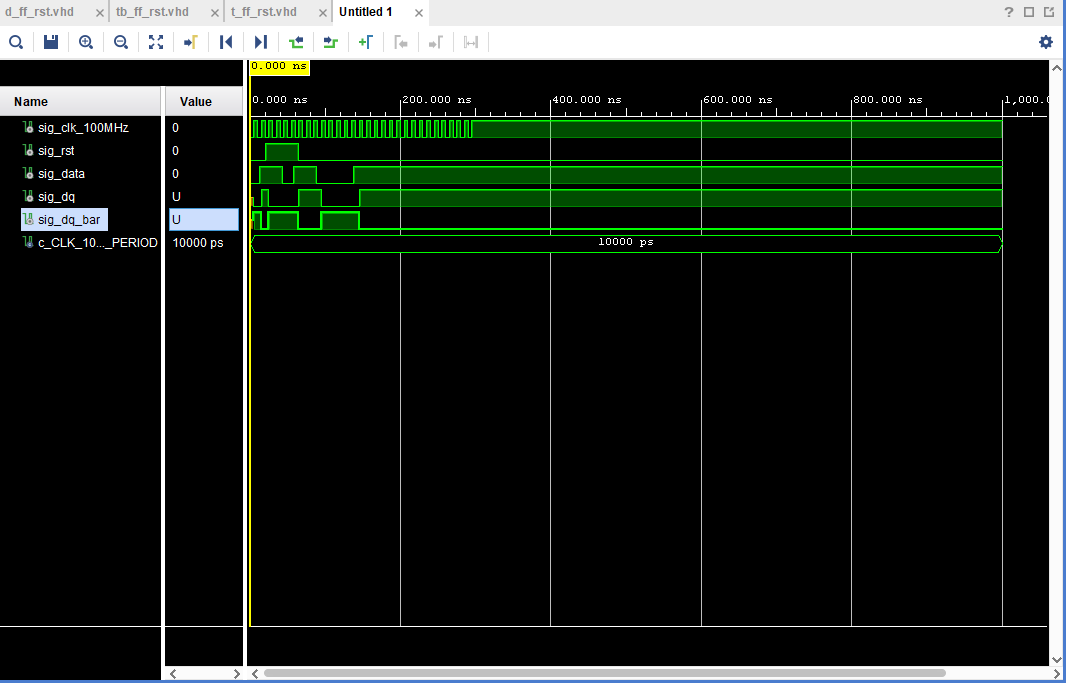 d_ff_rst.vhd × tb_ff_rst.vhd × t_ff_rst.vhd × Untitled 1 ×
?
0.000 ns
Name Value
0.000 ns 200.000 ns 400.000 ns 600.000 ns 800.000 ns 1,000.0
sig_clk_100MHz 0
sig_rst 0
sig_data 0
sig_dq U
sig_dq_bar U
c_CLK_10..._PERIOD 10000 ps 10000 ps